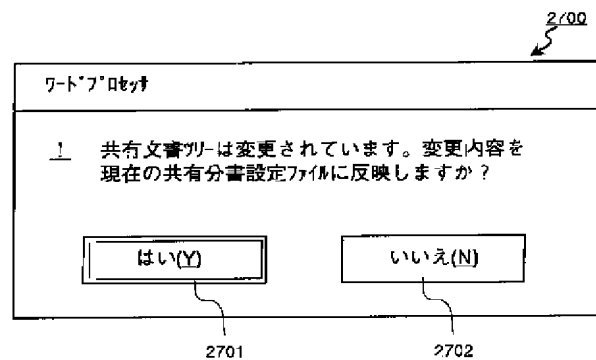 2700
ワードプロセッサ
! 共有文書ツリーは変更されています。変更内容を
現在の共有分書設定ファイルに反映しますか？
はい(Y) いいえ(N)
2701 2702